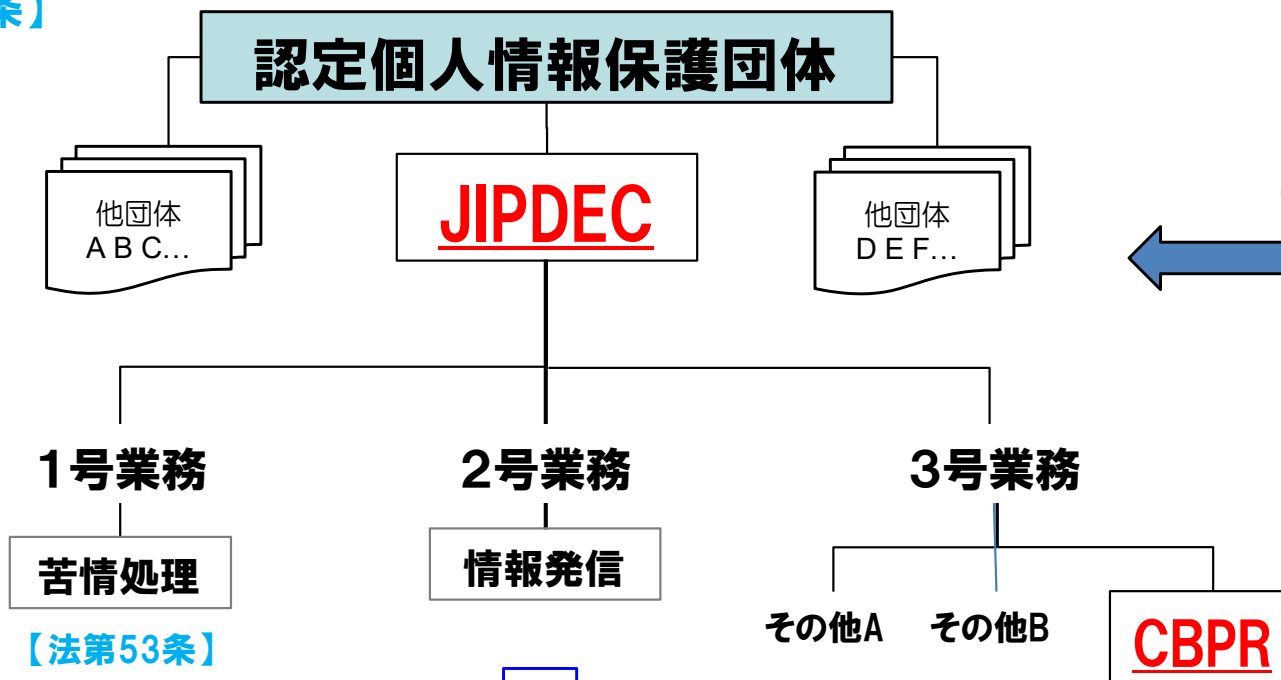 条】
認定個人情報保護団体
他団体
A B C...
JIPDEC
他団体
D E F...
1号業務
2号業務
3号業務
苦情処理
情報発信
その他A
その他B
CBPR
【法第53条】